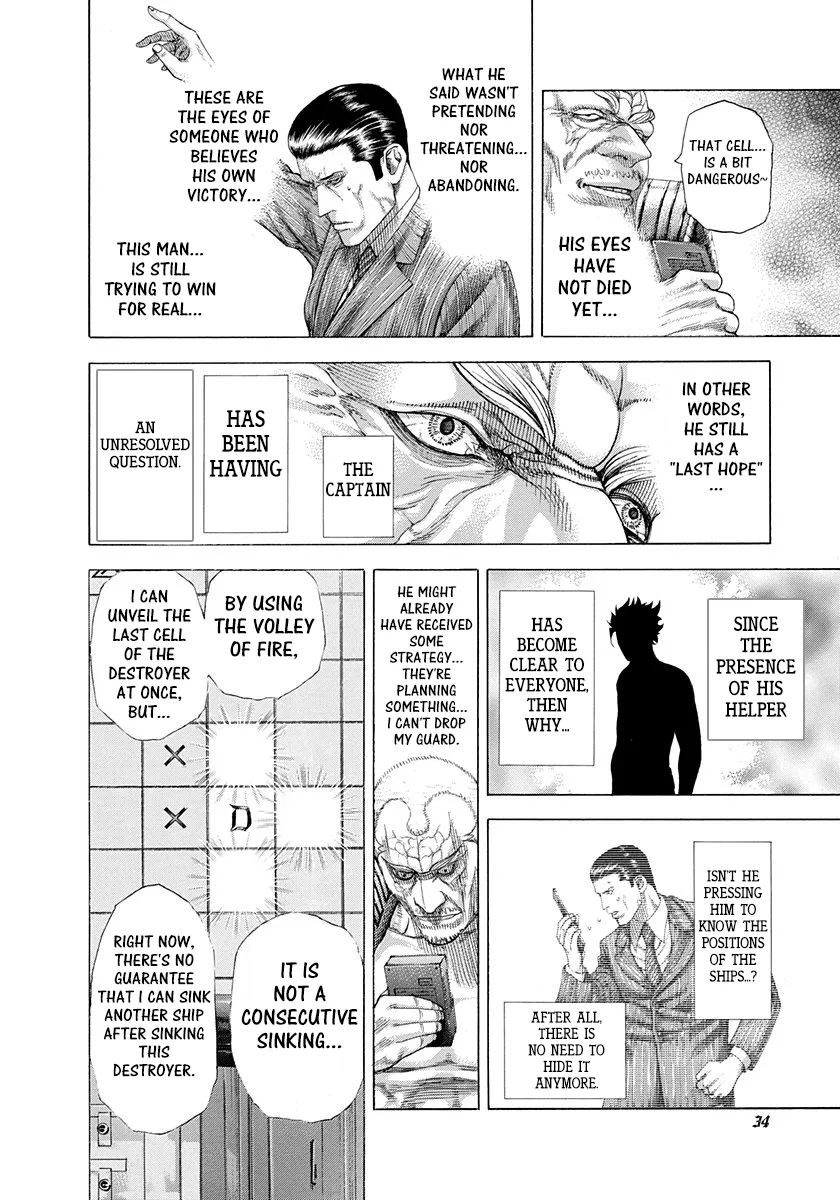 THAT CELL...
IS A BIT
DANGEROUS~
HIS EYES
HAVE
NOT DIED
YET...
WHAT HE
SAID WASN'T
PRETENDING
NOR
THREATENING...
NOR
ABANDONING.
THESE ARE
THE EYES OF
SOMEONE WHO
BELIEVES
HIS OWN
VICTORY...
THIS MAN...
IS STILL
TRYING TO WIN
FOR REAL...
IN OTHER
WORDS,
HE STILL
HAS A
"LAST HOPE"
...
THE
CAPTAIN
HAS
BEEN
HAVING
AN
UNRESOLVED
QUESTION.
SINCE
THE
PRESENCE
OF HIS
HELPER
HAS
BECOME
CLEAR TO
EVERYONE,
THEN
WHY...
ISN'T HE
PRESSING
HIM TO
KNOW THE
POSITIONS
OF THE
SHIPS...?
AFTER ALL,
THERE IS
NO NEED TO
HIDE IT
ANYMORE.
HE MIGHT
ALREADY
HAVE RECEIVED
SOME
STRATEGY...
THEY'RE
PLANNING
SOMETHING...
I CAN'T DROP
MY GUARD.
BY USING
THE VOLLEY
OF FIRE,
I CAN
UNVEIL THE
LAST CELL
OF THE
DESTROYER
AT ONCE,
BUT...
×
×
D
IT IS
NOT A
CONSECUTIVE
SINKING...
RIGHT NOW,
THERE'S NO
GUARANTEE
THAT I CAN SINK
ANOTHER SHIP
AFTER SINKING
THIS
DESTROYER.
34